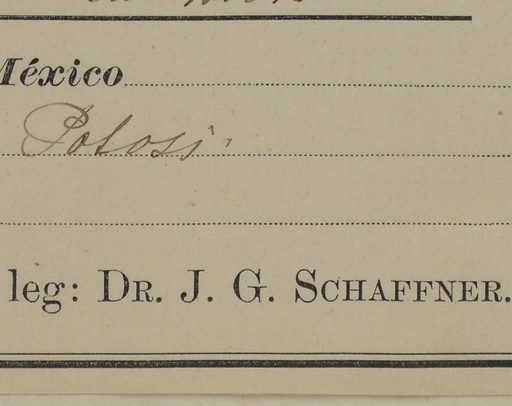 México
Potosi.
leg: DR. J. G. SCHAFFNER.